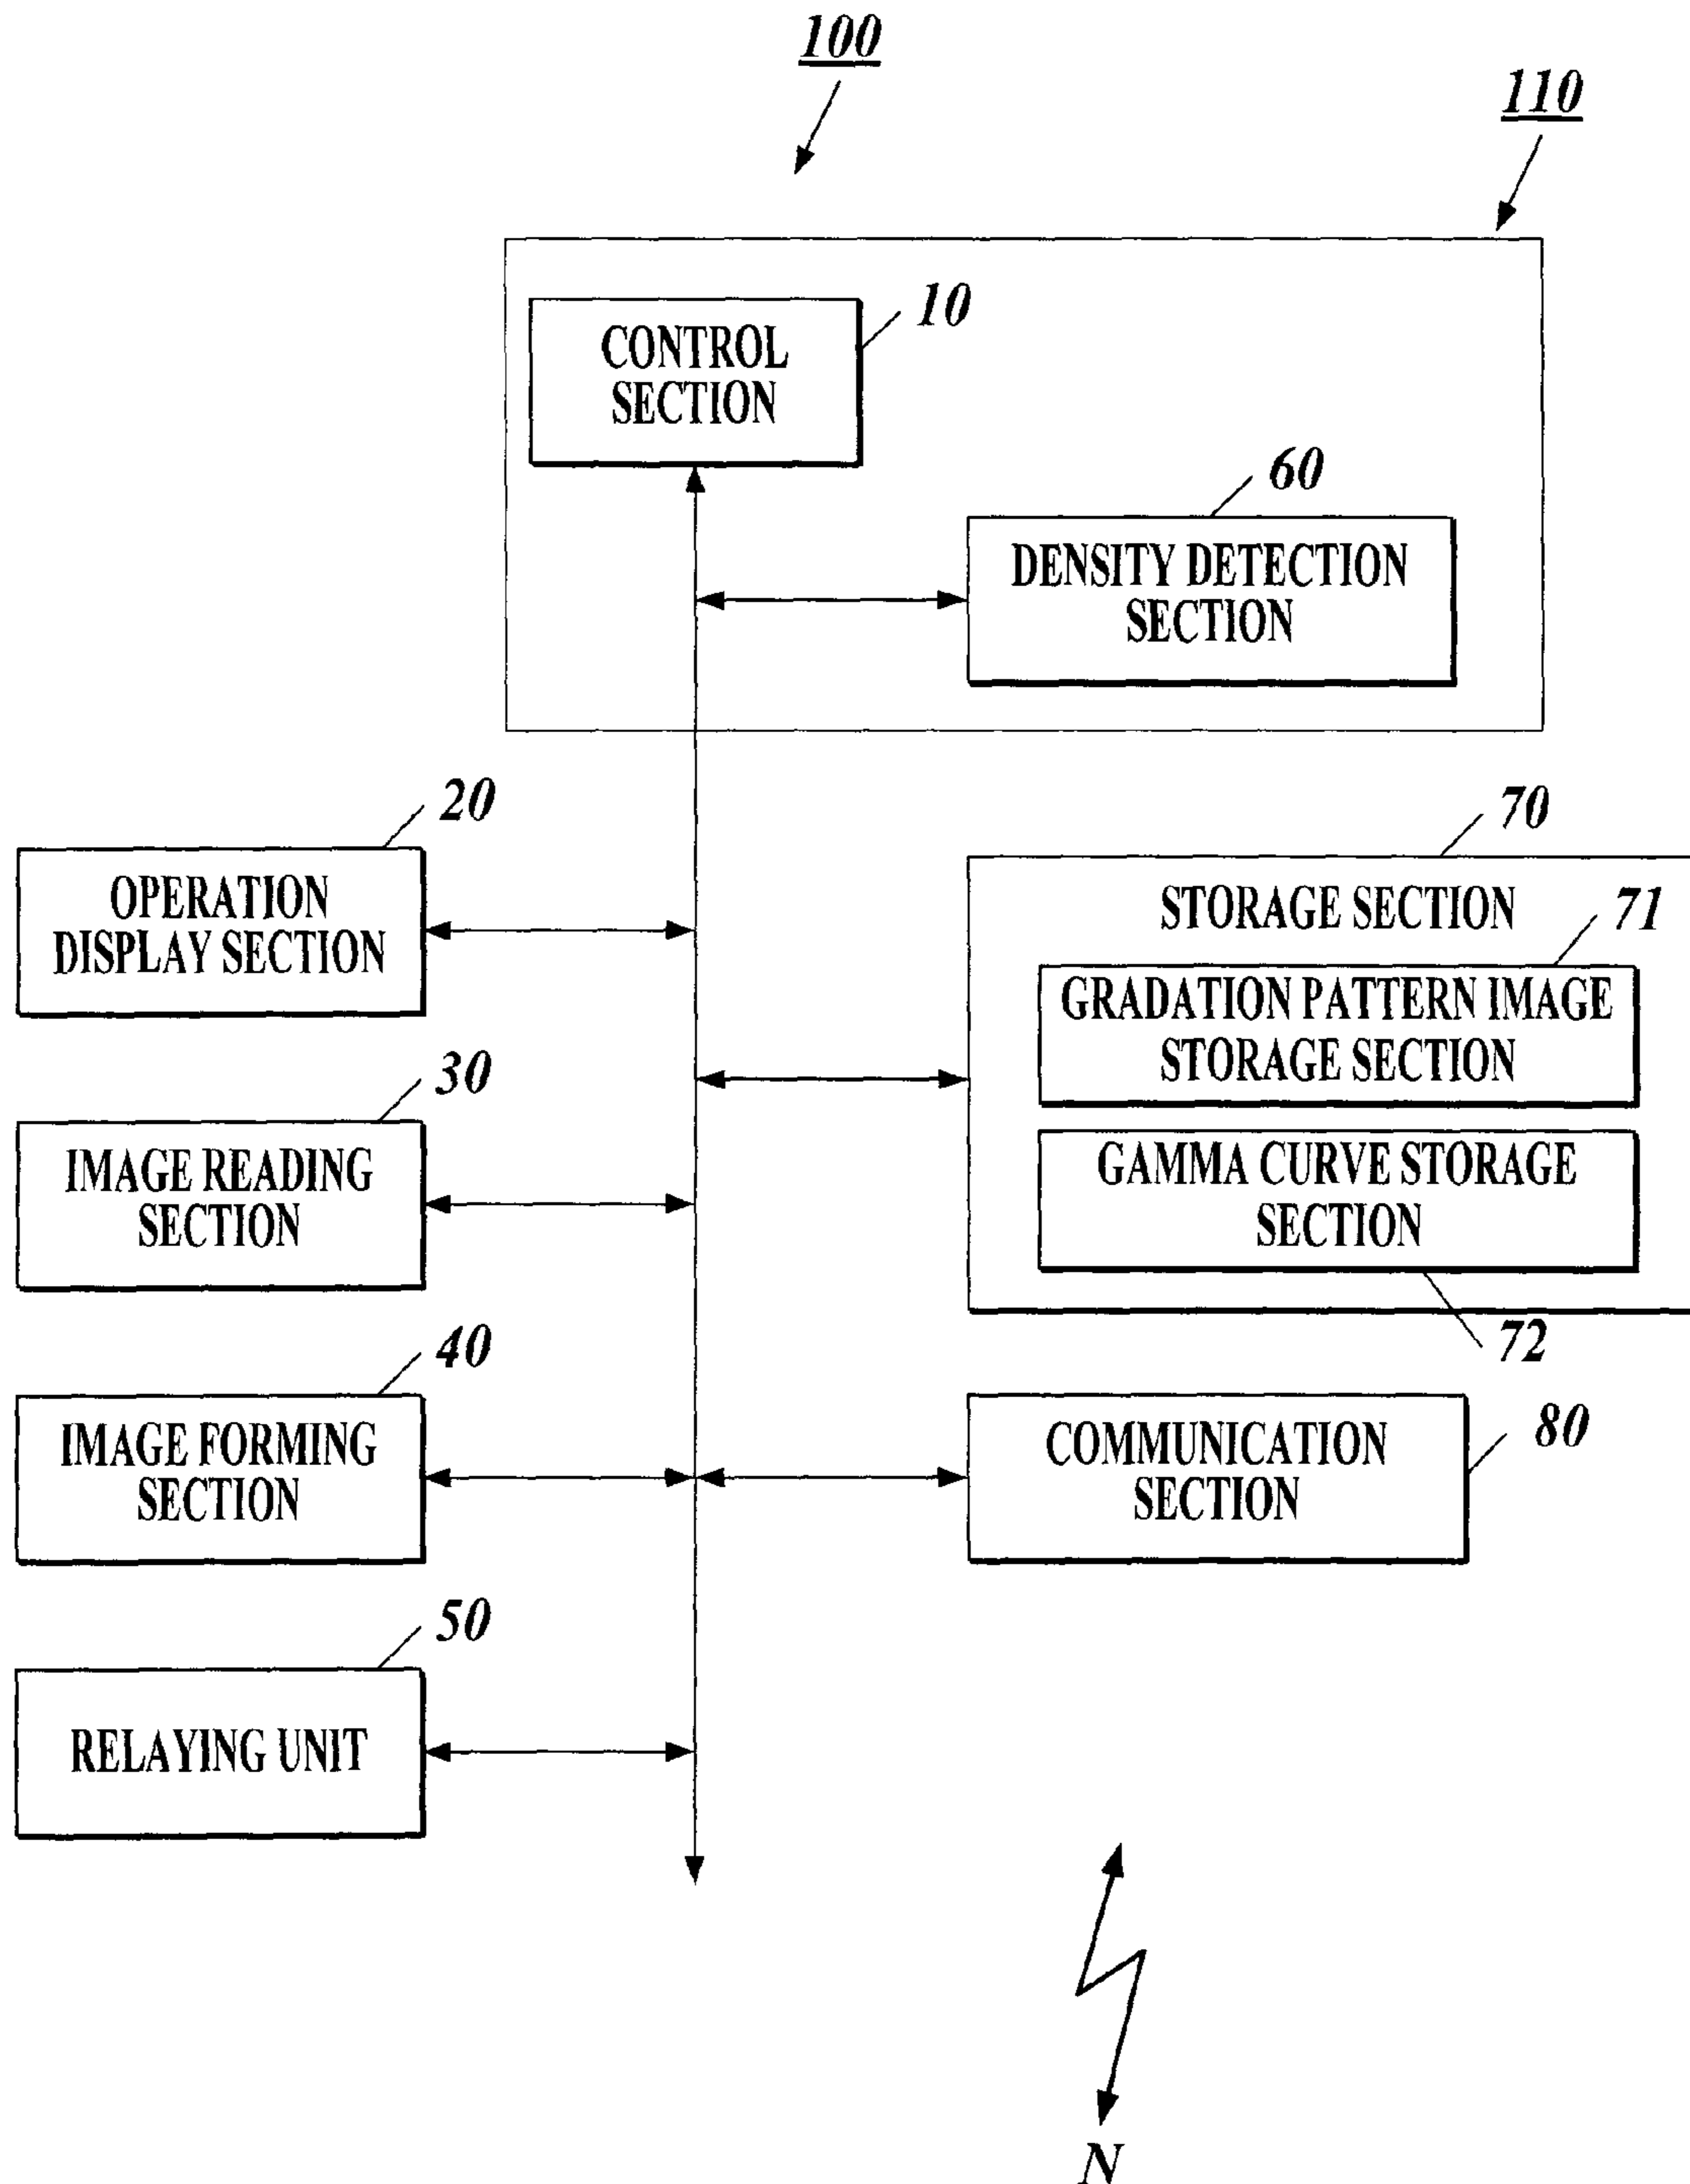 100
110
10
CONTROL
SECTION
60
DENSITY DETECTION
SECTION
20
OPERATION
DISPLAY SECTION
70
STORAGE SECTION
71
GRADATION PATTERN IMAGE
STORAGE SECTION
30
IMAGE READING
SECTION
GAMMA CURVE STORAGE
SECTION
72
40
IMAGE FORMING
SECTION
COMMUNICATION
SECTION
80
50
RELAYING UNIT
N